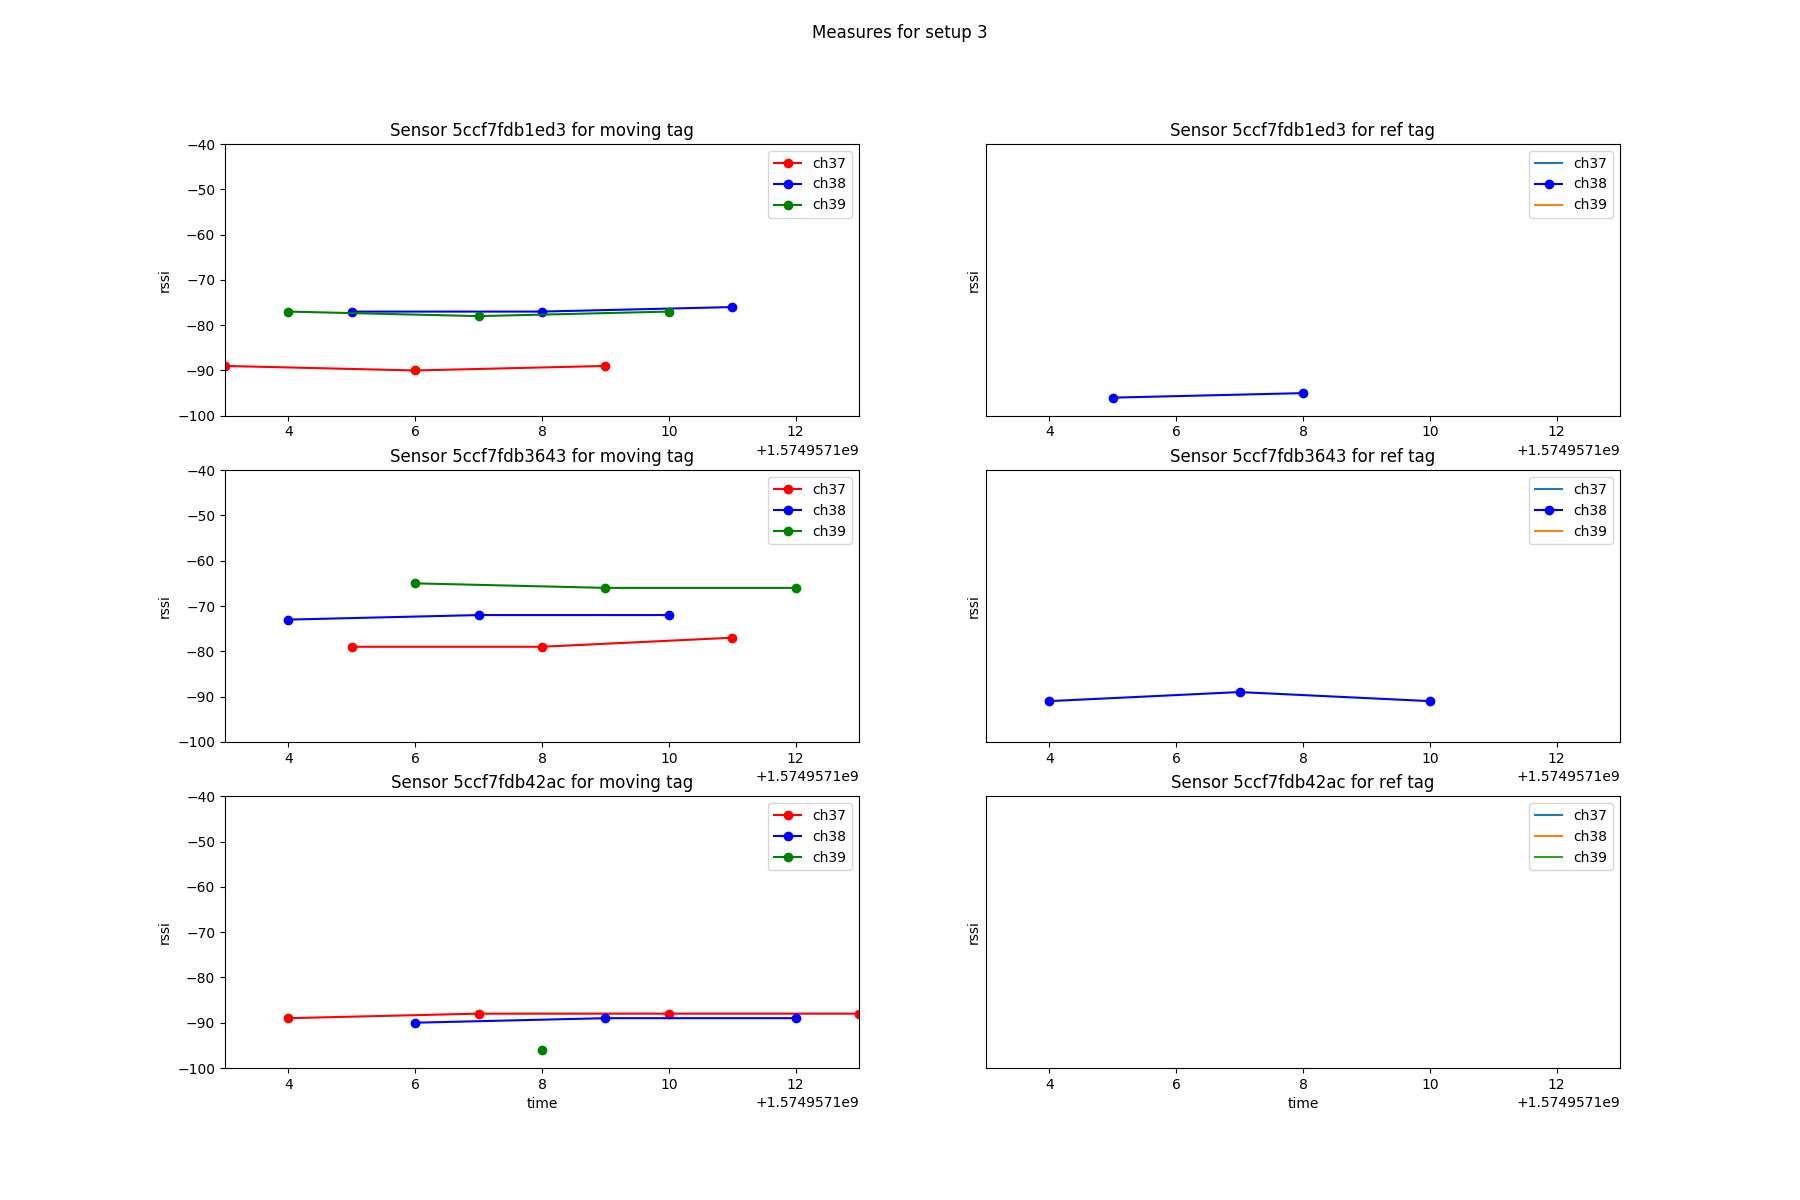 Measures for setup 3
Sensor 5ccf7fdb1ed3 for moving tag
−40
−50
−60
−70
−80
−90
−100
rssi
ch37
ch38
ch39
4 6 8 10 12
+1.5749571e9
Sensor 5ccf7fdb1ed3 for ref tag
rssi
ch37
ch38
ch39
4 6 8 10 12
+1.5749571e9
Sensor 5ccf7fdb3643 for moving tag
−40
−50
−60
−70
−80
−90
−100
rssi
ch37
ch38
ch39
4 6 8 10 12
+1.5749571e9
Sensor 5ccf7fdb3643 for ref tag
rssi
ch37
ch38
ch39
4 6 8 10 12
+1.5749571e9
Sensor 5ccf7fdb42ac for moving tag
−40
−50
−60
−70
−80
−90
−100
rssi
ch37
ch38
ch39
4 6 8 10 12
time
+1.5749571e9
Sensor 5ccf7fdb42ac for ref tag
rssi
ch37
ch38
ch39
4 6 8 10 12
time
+1.5749571e9